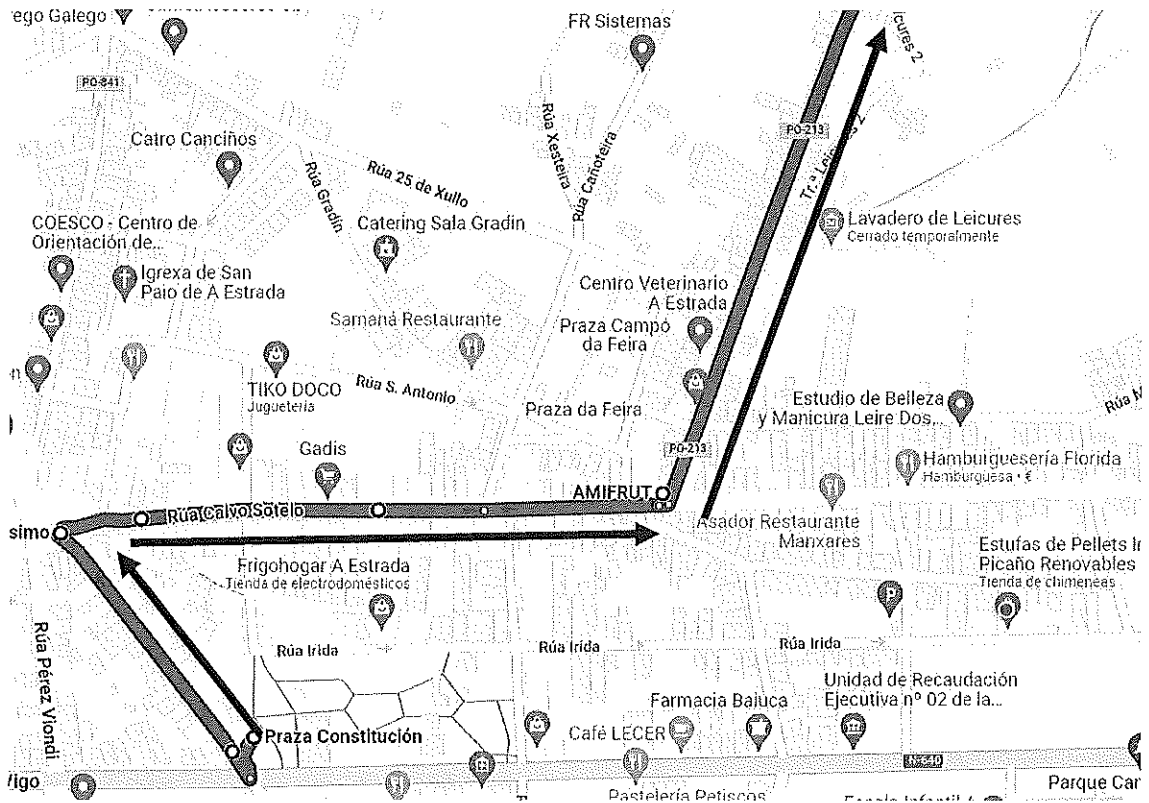 ego Galego
FR Sistemas
icures 2
PO-841
Catro Canciños
Rúa Xesteira
PO-213
Rúa 25 de Xullo
Rúa Gradín
Rúa Cañoteira
COESCO - Centro de
Orientación de...
Catering Sala Gradín
Lavadero de Leicures
Cerrado temporalmente
Igrexa de San
Paio de A Estrada
Centro Veterinario
A Estrada
Samaná Restaurante
Praza Campo
da Feira
TIKO DOCO
Juguetería
Rúa S. Antonio
Praza da Feira
Estudio de Belleza
y Manicura Leire Dos...
Rúa
Gadis
PO-213
Hamburguesería Florida
Hamburguesa · €
AMIFRUT
Rúa Calvo Sotelo
simo
Asador Restaurante
Manxares
Frigohogar A Estrada
Tienda de electrodomésticos
Estufas de Pellets
Picaño Renovables
Tienda de chimeneas
P
Rúa Pérez Viondi
Rúa Irida
Rúa Irida
Rúa Irida
Unidad de Recaudación
Ejecutiva nº 02 de la...
Farmacia Baiuca
Praza Constitución
Café LECER
N-640
Vigo
Parque
Pastelería Petiscos